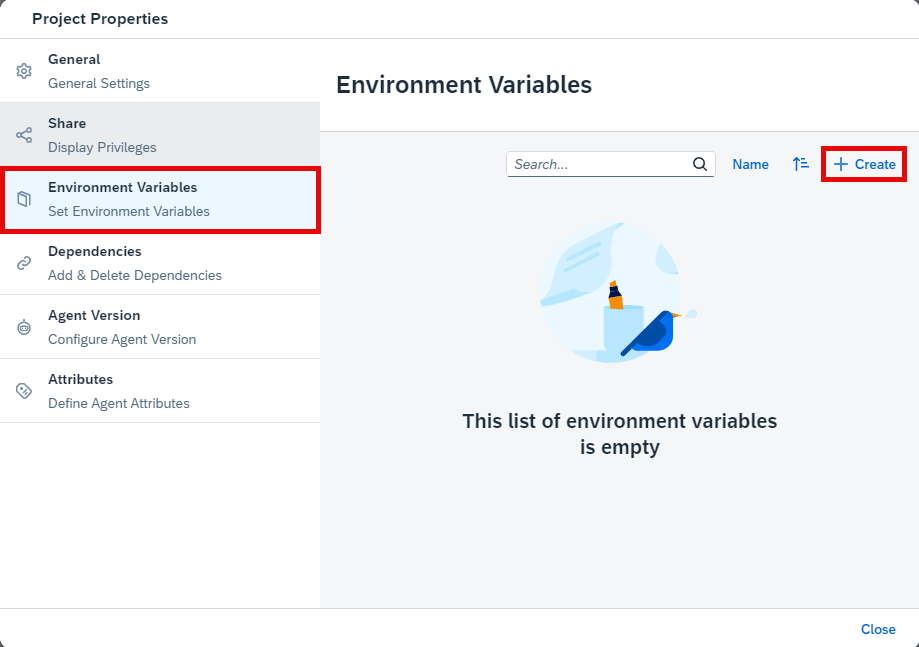 Project Properties
General
General Settings
Share
Display Privileges
Environment Variables
Set Environment Variables
Dependencies
Add & Delete Dependencies
Agent Version
Configure Agent Version
Attributes
Define Agent Attributes
Environment Variables
Search...
Name
Create
This list of environment variables
is empty
Close